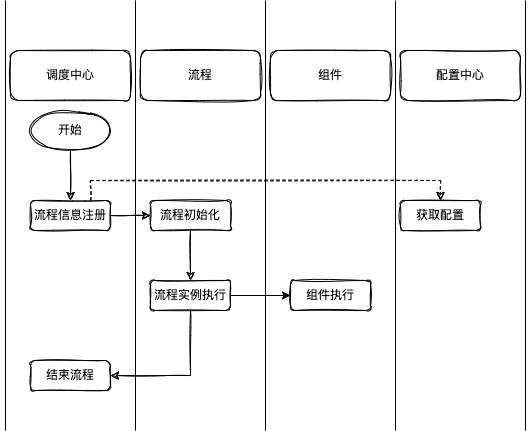 调度中心
流程
组件
配置中心
开始
流程信息注册
流程初始化
获取配置
流程实例执行
组件执行
结束流程